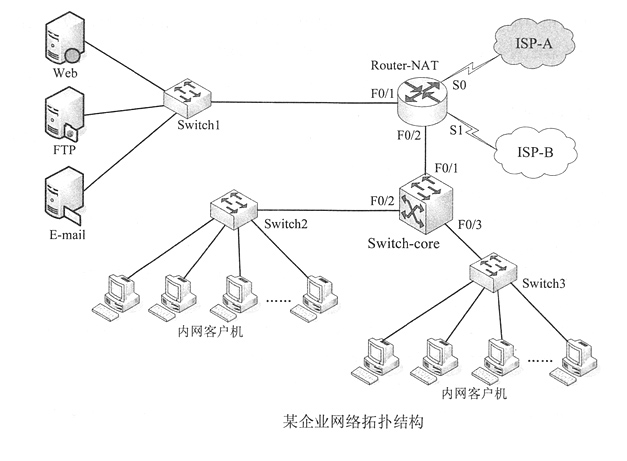 Web
FTP
E-mail
Switch1
Router-NAT
F0/1
S0
ISP-A
F0/2
S1
ISP-B
F0/1
F0/2
F0/3
Switch2
Switch-core
Switch3
……
内网客户机
……
内网客户机
某企业网络拓扑结构